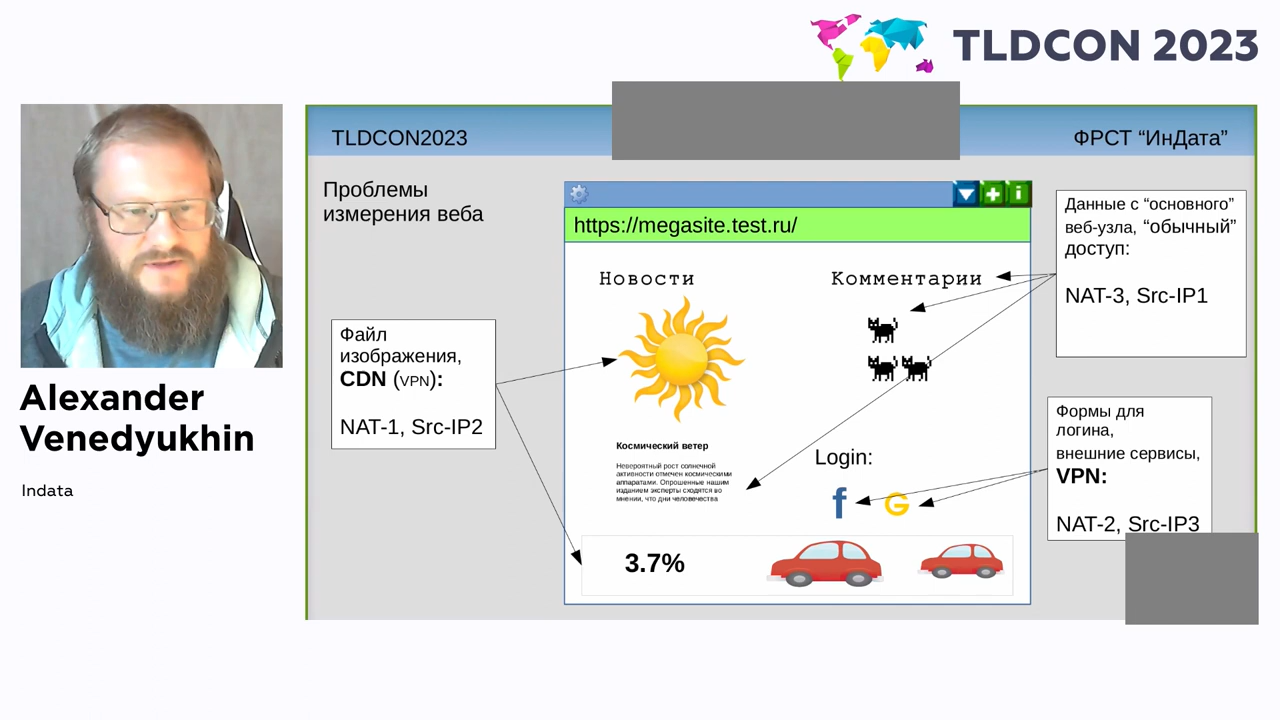 TLDCON 2023
TLDCON2023
ФРСТ “ИнДата”
Проблемы
измерения веба
https://megasite.test.ru/
Новости
Комментарии
Данные с “основного”
веб-узла, “обычный”
доступ:
NAT-3, Src-IP1
Файл
изображения,
CDN (VPN):
NAT-1, Src-IP2
Космический ветер
Невероятный рост солнечной
активности отмечен космическими
аппаратами. Опрошенные нашим
изданием эксперты сходятся во
мнении, что дни человечества
Login:
f
G
Формы для
логина,
внешние сервисы,
VPN:
NAT-2, Src-IP3
3.7%
Alexander
Venedyukhin
Indata